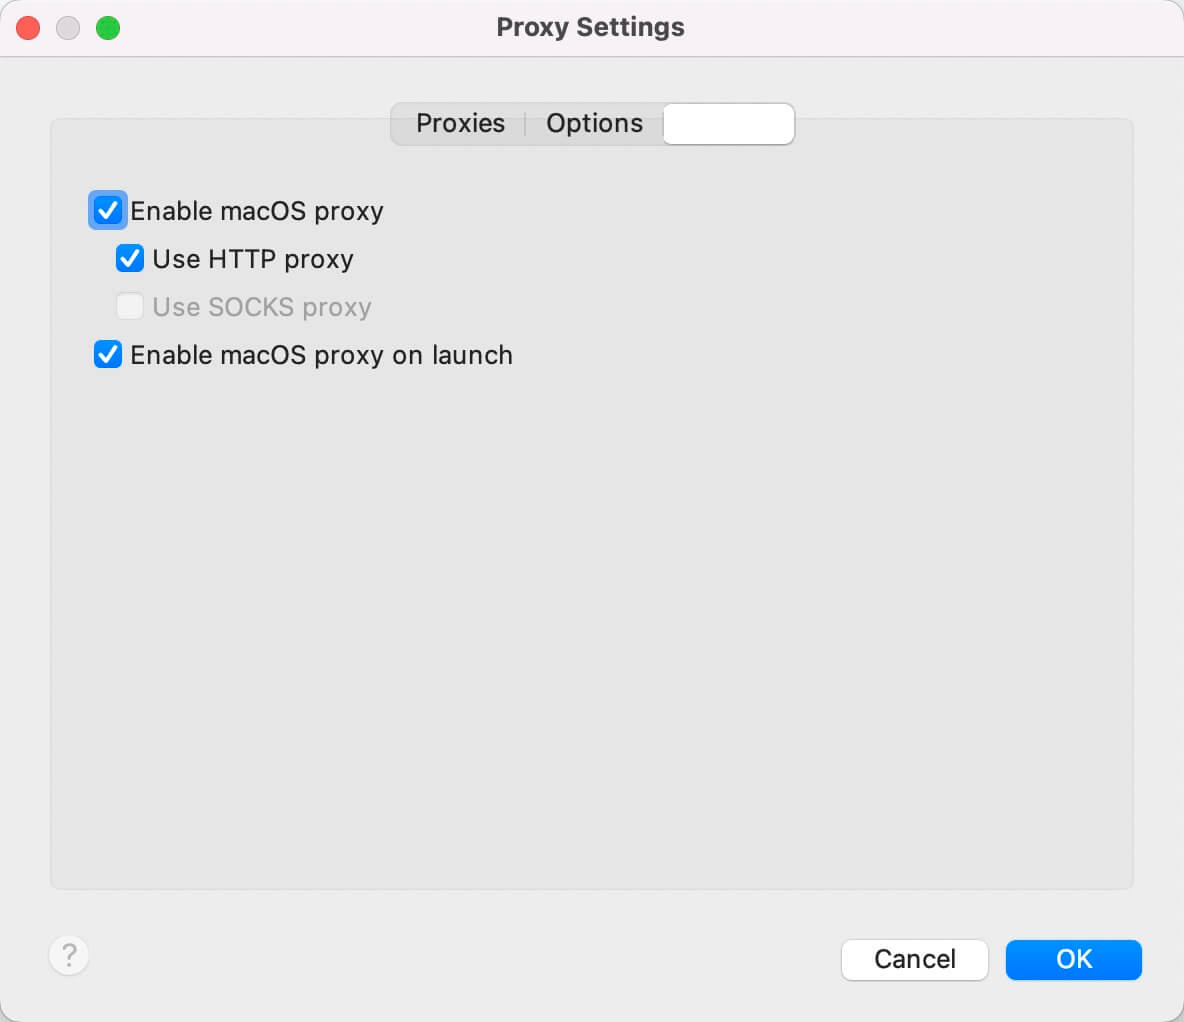 Proxy Settings
Proxies Options
Enable macOS proxy
Use HTTP proxy
Use SOCKS proxy
Enable macOS proxy on launch
? Cancel OK